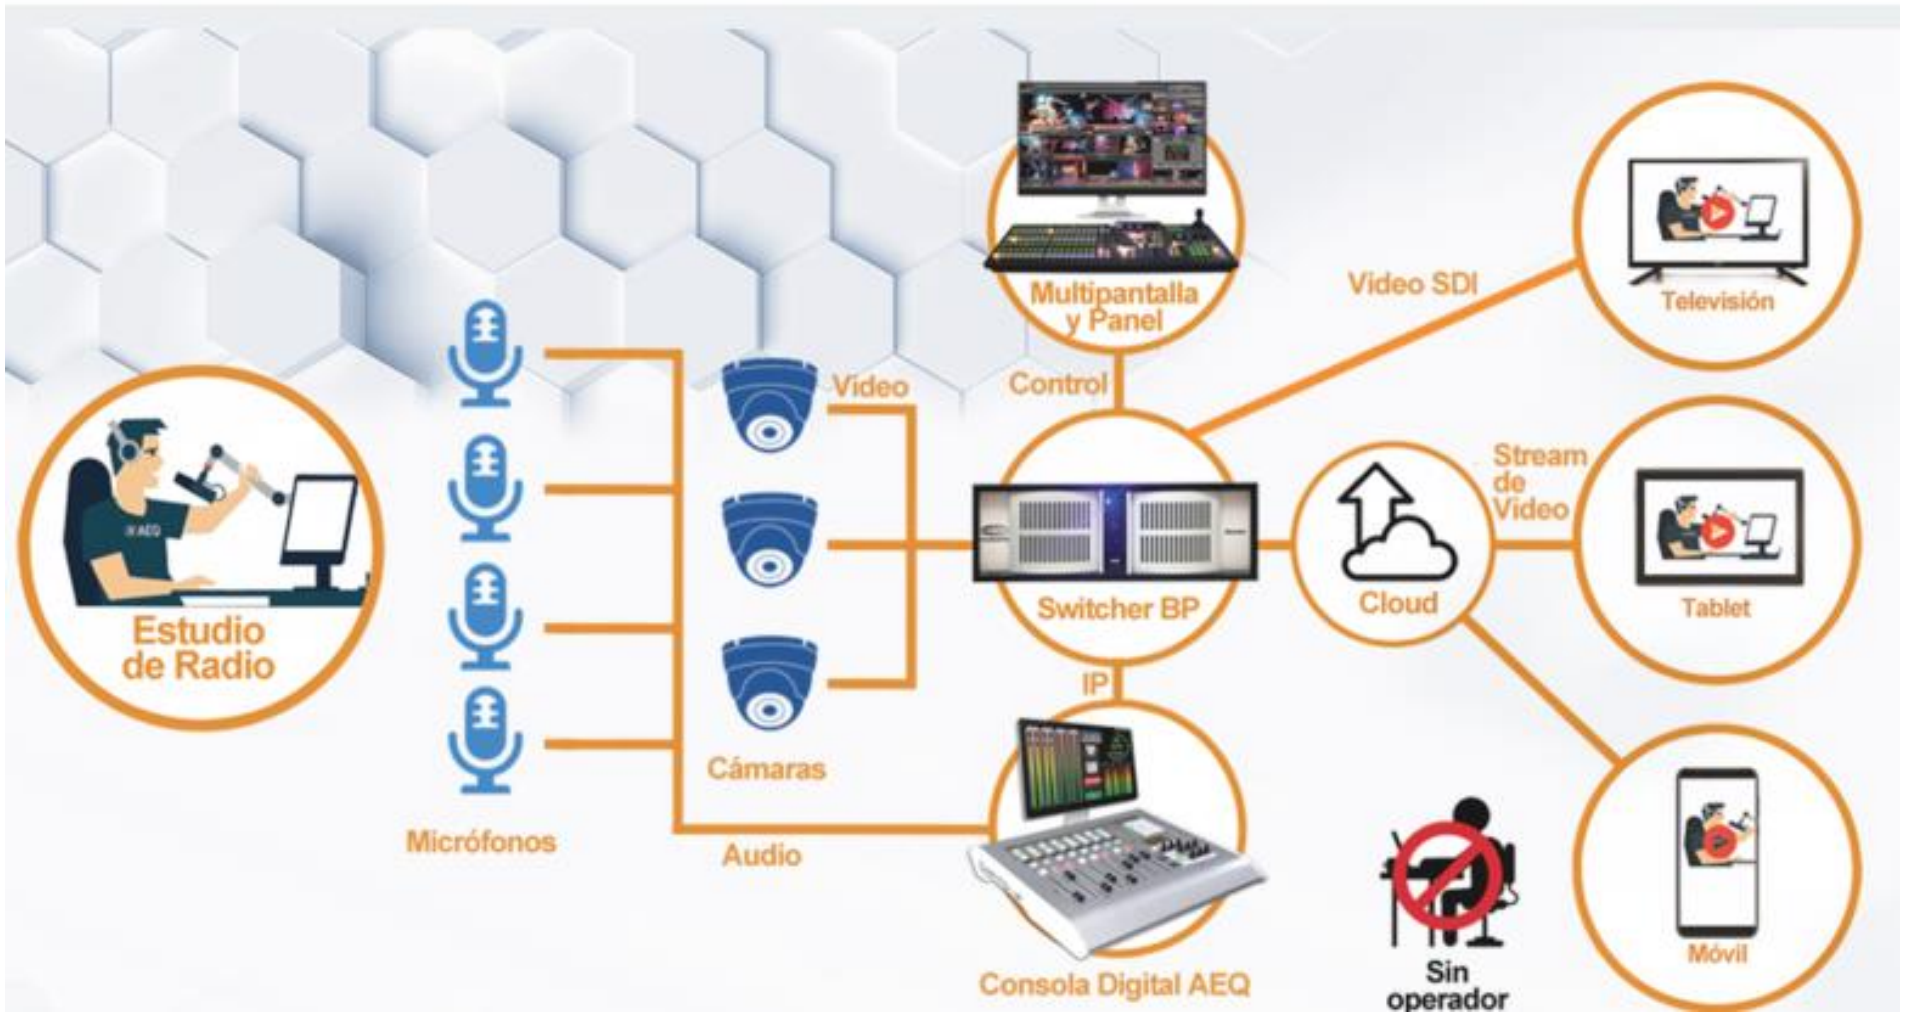 Multipantalla
y Panel
Video SDI
Televisión
Video
Control
Stream
de
Video
AEQ
Switcher BP
Cloud
Tablet
Estudio
de Radio
IP
Cámaras
Micrófonos
Audio
Móvil
Consola Digital AEQ
Sin
operador